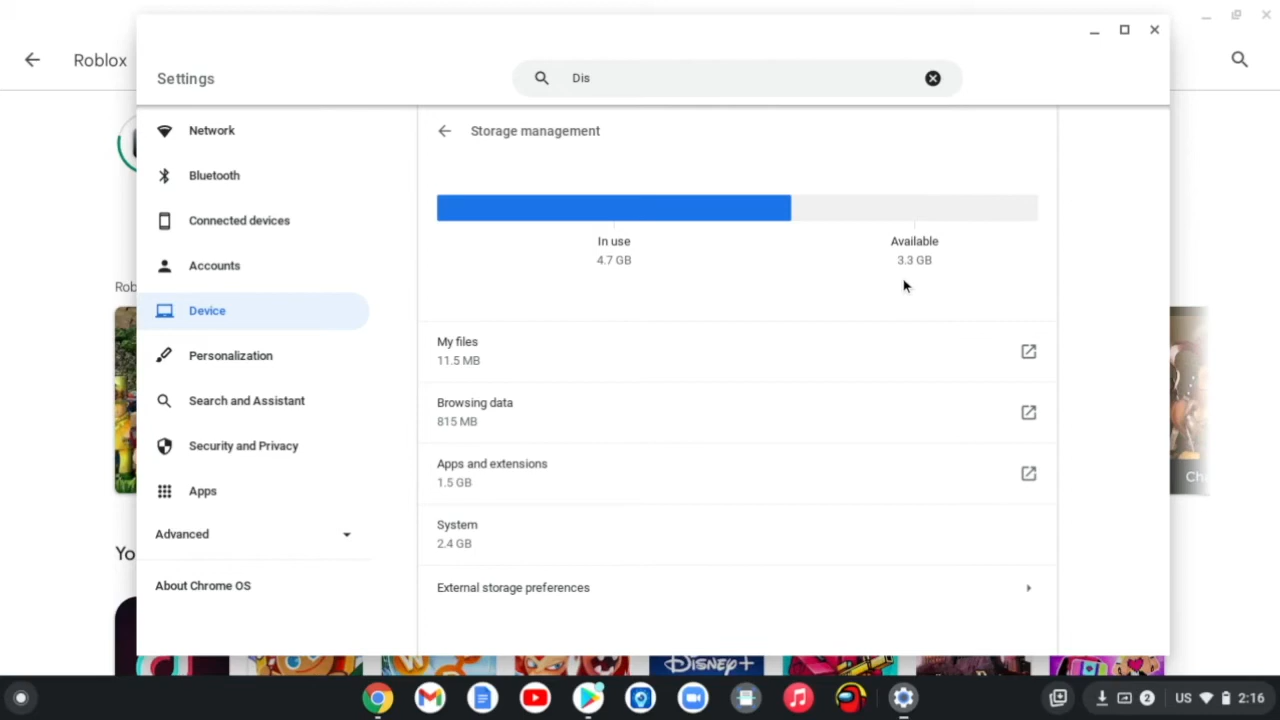 Roblox
Settings
Dis
Network
Bluetooth
Connected devices
Accounts
Device
Personalization
Search and Assistant
Security and Privacy
Apps
Advanced
About Chrome OS
Storage management
In use
4.7 GB
Available
3.3 GB
My files
11.5 MB
Browsing data
815 MB
Apps and extensions
1.5 GB
System
2.4 GB
External storage preferences
Rob
Ch
Yo
W
DISNEY+
2
US
2:16